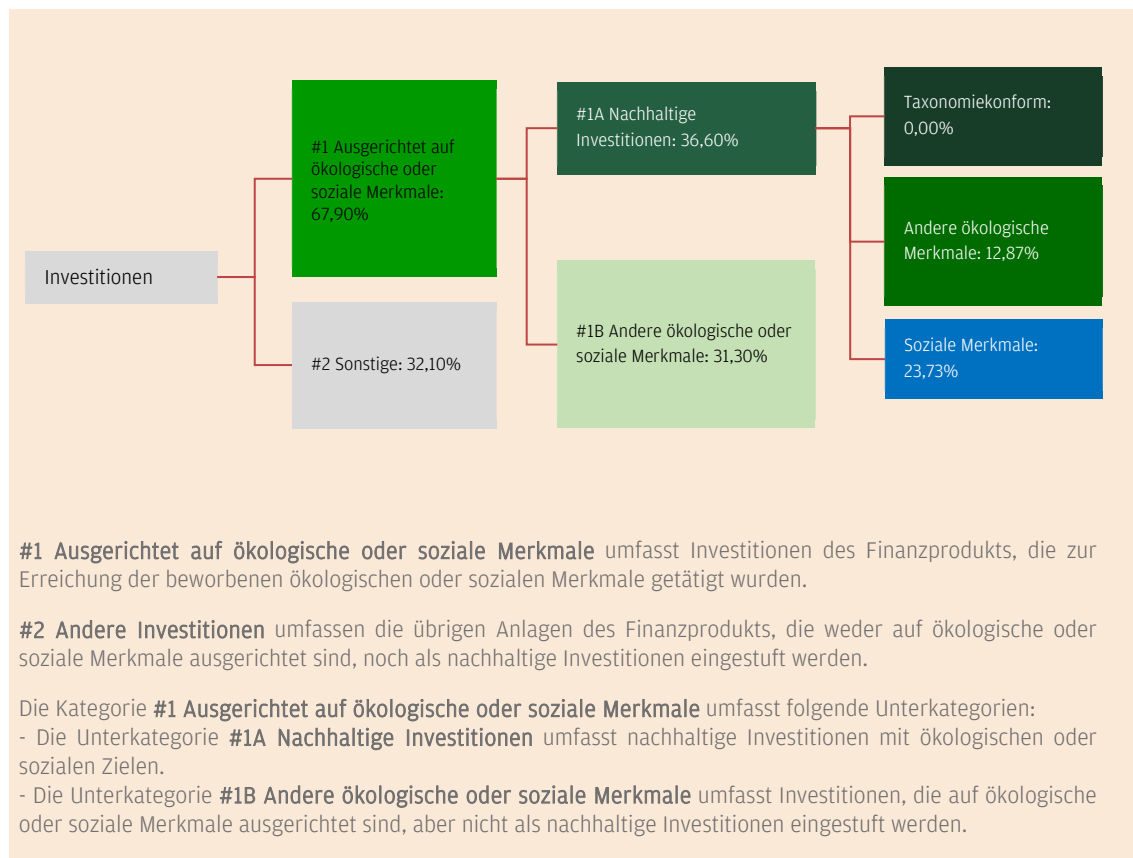 Investitionen
#1 Ausgerichtet auf
ökologische oder
soziale Merkmale:
67,90%
#2 Sonstige: 32,10%
#1A Nachhaltige
Investitionen: 36,60%
#1B Andere ökologische oder
soziale Merkmale: 31,30%
Taxonomiekonform:
0,00%
Andere ökologische
Merkmale: 12,87%
Soziale Merkmale:
23,73%
#1 Ausgerichtet auf ökologische oder soziale Merkmale umfasst Investitionen des Finanzprodukts, die zur
Erreichung der beworbenen ökologischen oder sozialen Merkmale getätigt wurden.
#2 Andere Investitionen umfassen die übrigen Anlagen des Finanzprodukts, die weder auf ökologische oder
soziale Merkmale ausgerichtet sind, noch als nachhaltige Investitionen eingestuft werden.
Die Kategorie #1 Ausgerichtet auf ökologische oder soziale Merkmale umfasst folgende Unterkategorien:
- Die Unterkategorie #1A Nachhaltige Investitionen umfasst nachhaltige Investitionen mit ökologischen oder
sozialen Zielen.
- Die Unterkategorie #1B Andere ökologische oder soziale Merkmale umfasst Investitionen, die auf ökologische
oder soziale Merkmale ausgerichtet sind, aber nicht als nachhaltige Investitionen eingestuft werden.